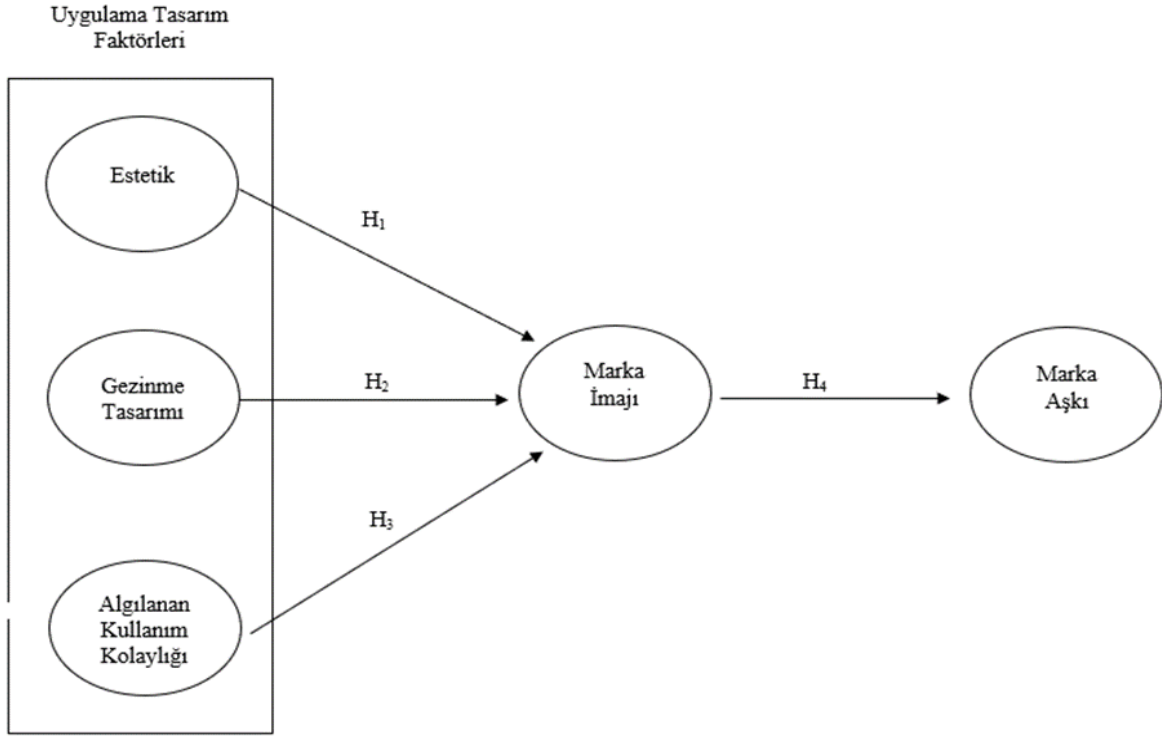 Uygulama Tasarım
Faktörleri
Estetik
H₁
Gezinme
Tasarımı
H₂
Marka
İmajı
H₄
Marka
Aşkı
H₃
Algılanan
Kullanım
Kolaylığı